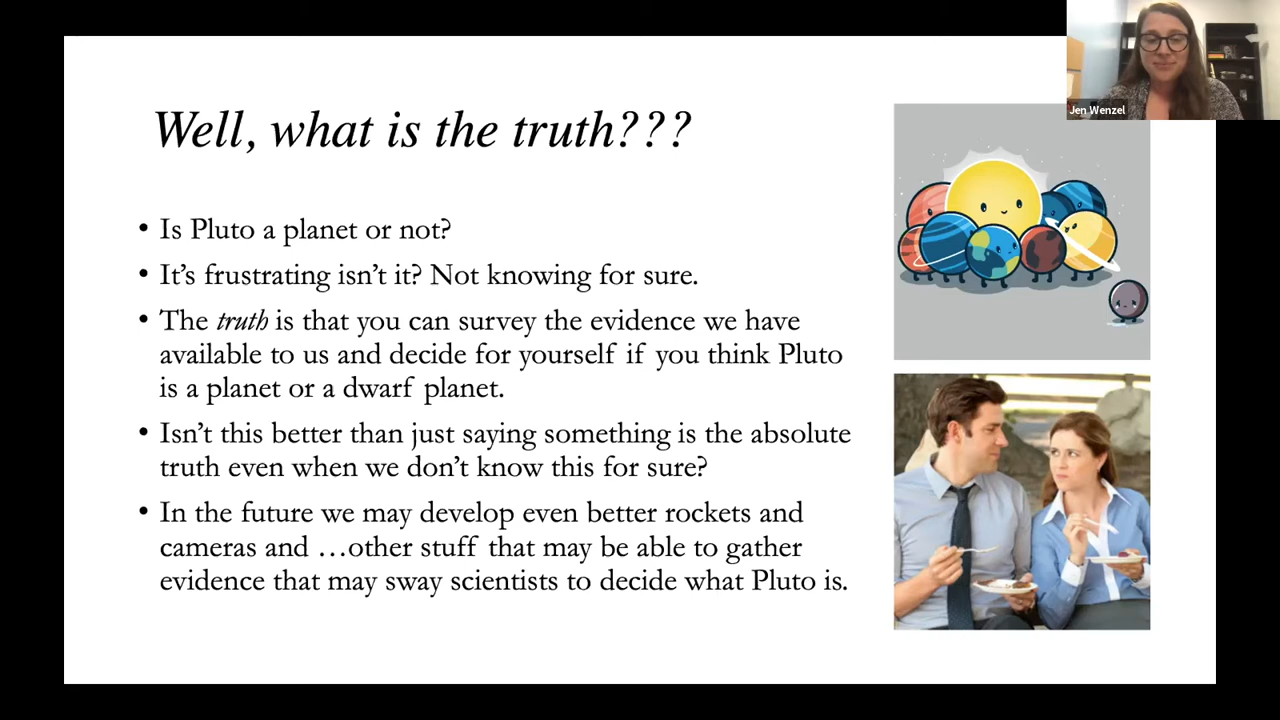 Jen Wenzel
Well, what is the truth???
• Is Pluto a planet or not?
• It's frustrating isn't it? Not knowing for sure.
• The truth is that you can survey the evidence we have
available to us and decide for yourself if you think Pluto
is a planet or a dwarf planet.
• Isn't this better than just saying something is the absolute
truth even when we don't know this for sure?
• In the future we may develop even better rockets and
cameras and …other stuff that may be able to gather
evidence that may sway scientists to decide what Pluto is.